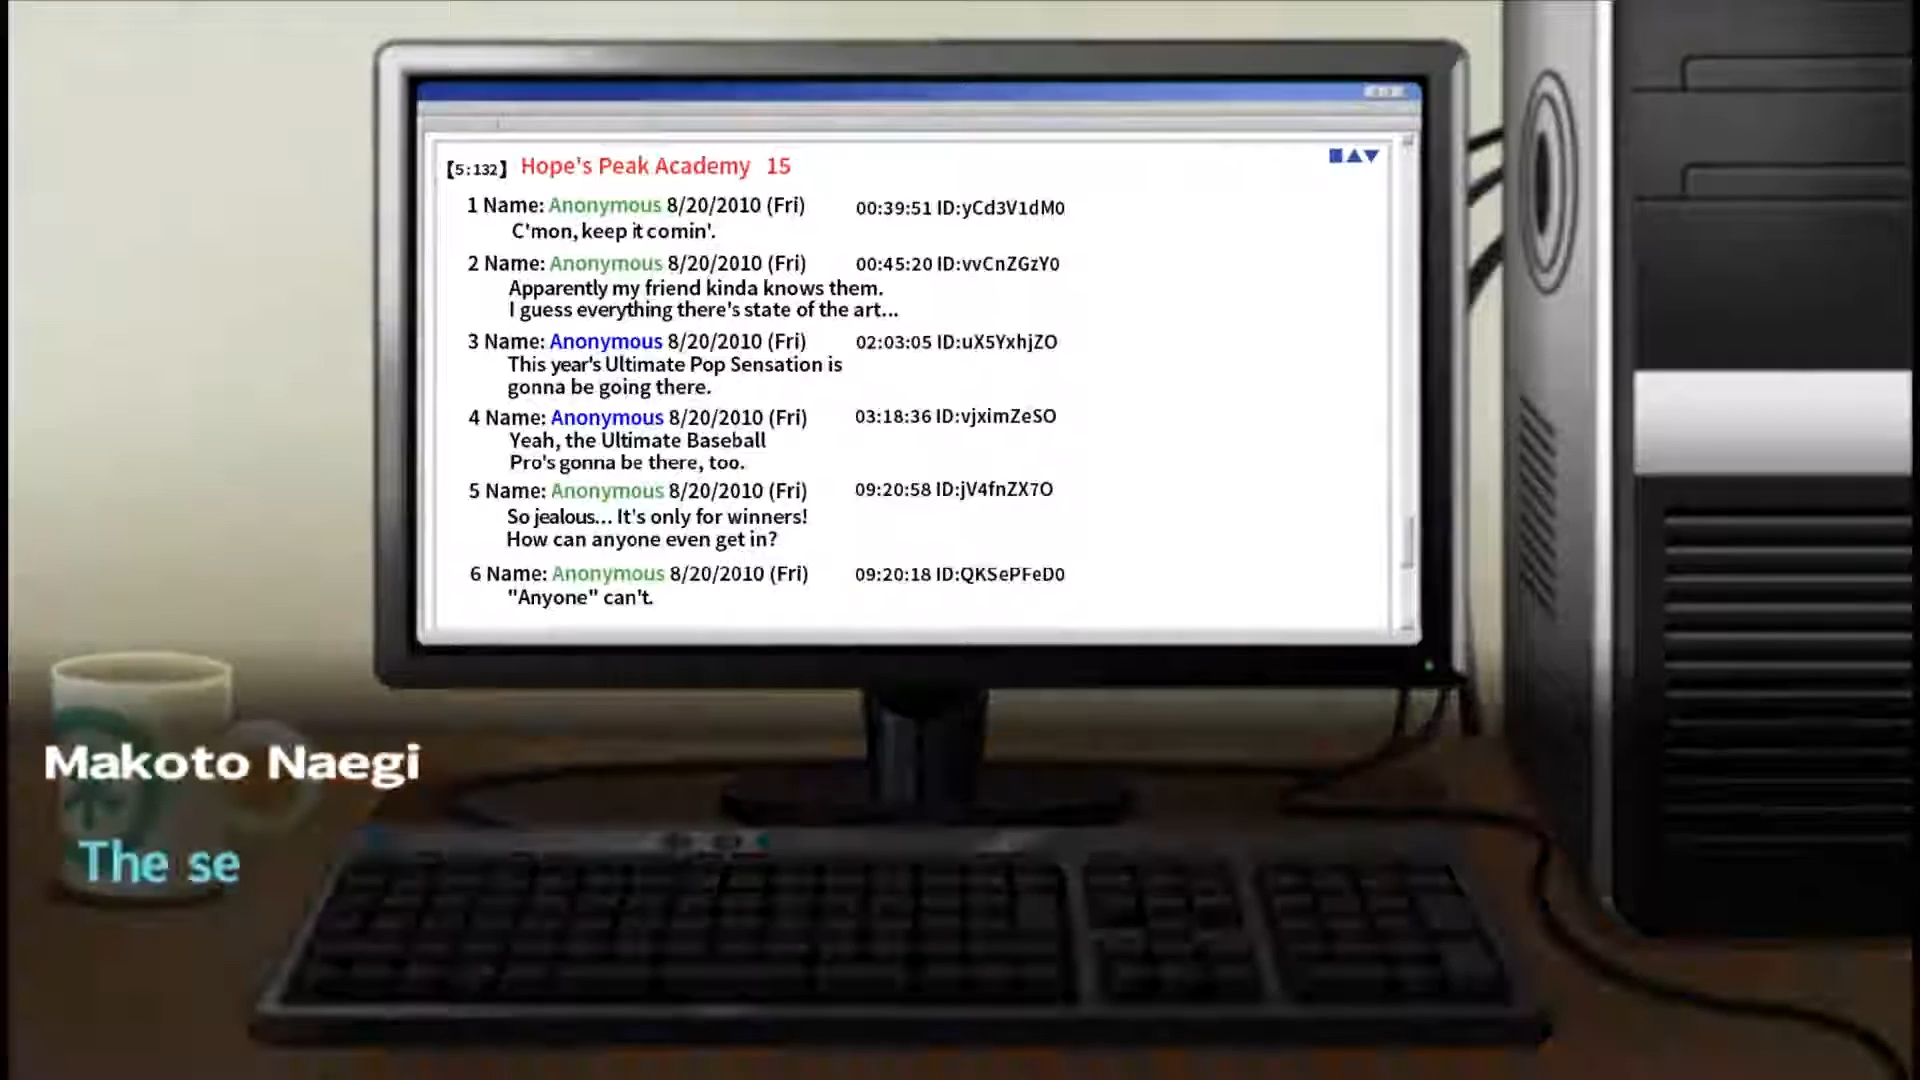 【5:132】 Hope's Peak Academy 15
1 Name: Anonymous 8/20/2010 (Fri) 00:39:51 ID:yCd3V1dM0
C'mon, keep it comin'.
2 Name: Anonymous 8/20/2010 (Fri) 00:45:20 ID:vvCnZGzY0
Apparently my friend kinda knows them.
I guess everything there's state of the art...
3 Name: Anonymous 8/20/2010 (Fri) 02:03:05 ID:uX5YxhjZO
This year's Ultimate Pop Sensation is
gonna be going there.
4 Name: Anonymous 8/20/2010 (Fri) 03:18:36 ID:vjximZeSO
Yeah, the Ultimate Baseball
Pro's gonna be there, too.
5 Name: Anonymous 8/20/2010 (Fri) 09:20:58 ID:jV4fnZX7O
So jealous... It's only for winners!
How can anyone even get in?
6 Name: Anonymous 8/20/2010 (Fri) 09:20:18 ID:QKSePFeD0
"Anyone" can't.
Makoto Naegi
The se